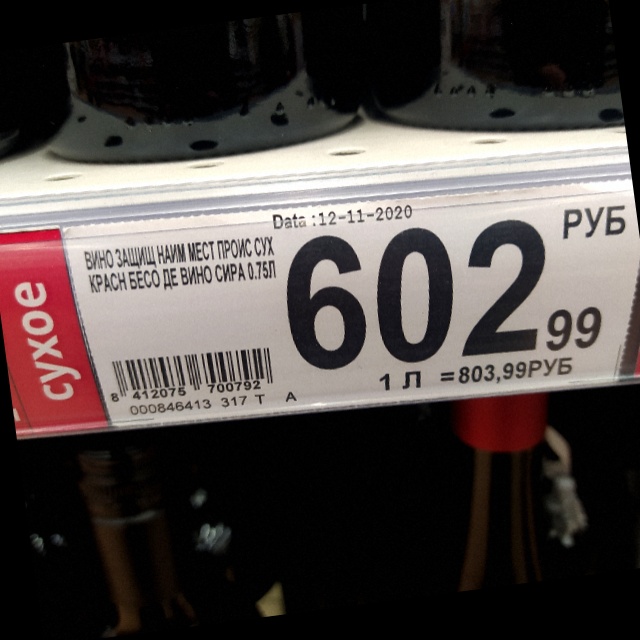 Data :12-11-2020
РУБ
ВИНО ЗАЩИЩ НАИМ МЕСТ ПРОИС СУХ
КРАСН БЕСО ДЕ ВИНО СИРА 0.75Л
602 99
сухое
1 Л =803,99РУБ
8 412075 700792
000846413 317 Т А